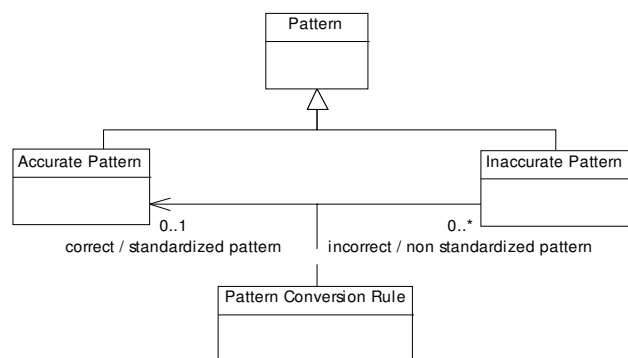 Pattern
Accurate Pattern
Inaccurate Pattern
0..1
0..*
correct / standardized pattern
incorrect / non standardized pattern
Pattern Conversion Rule